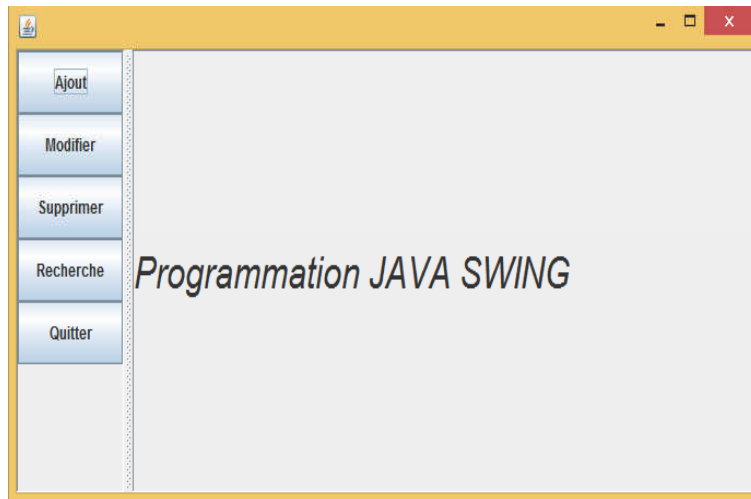 Ajout
Modifier
Supprimer
Recherche
Programmation JAVA SWING
Quitter